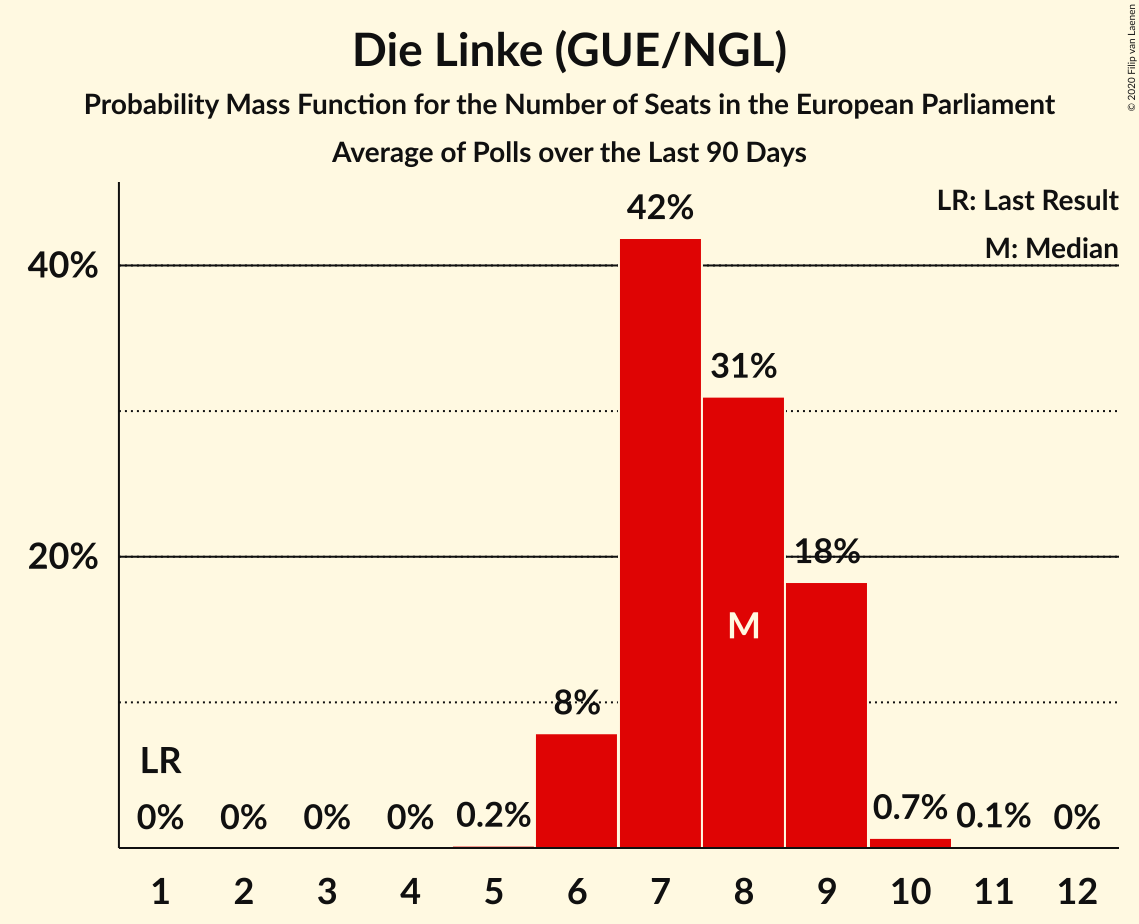 Die Linke (GUE/NGL)
Probability Mass Function for the Number of Seats in the European Parliament
Average of Polls over the Last 90 Days
© 2020 Filip van Laenen
LR: Last Result
M: Median
40%
20%
42%
31%
18%
M
8%
LR
0%
0%
0%
0%
0.2%
0.7%
0.1%
0%
1 2 3 4 5 6 7 8 9 10 11 12